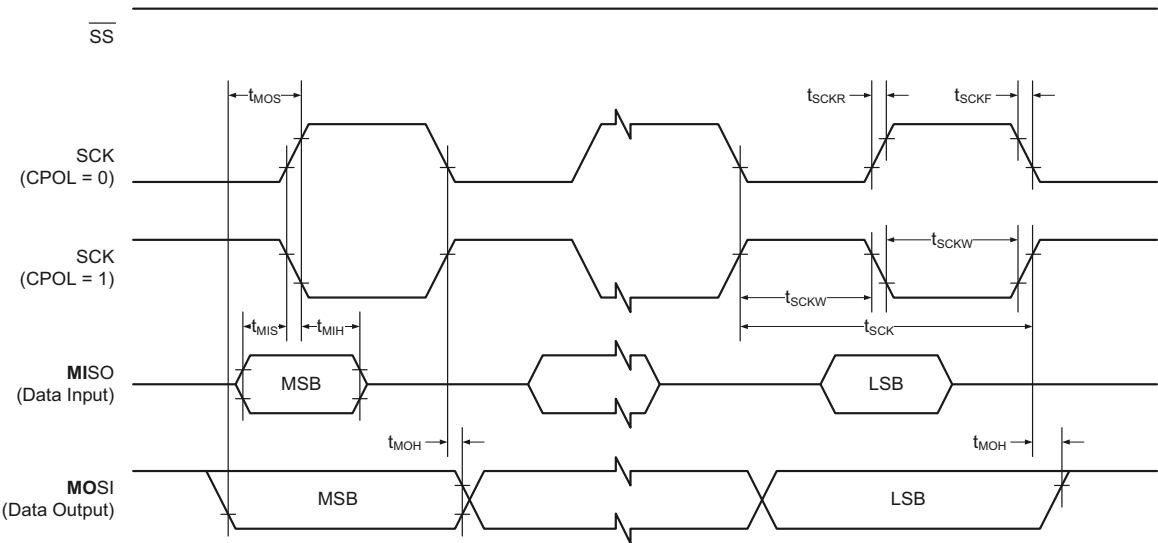 SS
tMOS
tSCKR
tSCKF
SCK
(CPOL = 0)
SCK
(CPOL = 1)
tSCKW
tSCKW
tMIS
tMIH
tSCK
MISO
(Data Input)
MSB
LSB
tMOH
tMOH
MOSI
(Data Output)
MSB
LSB